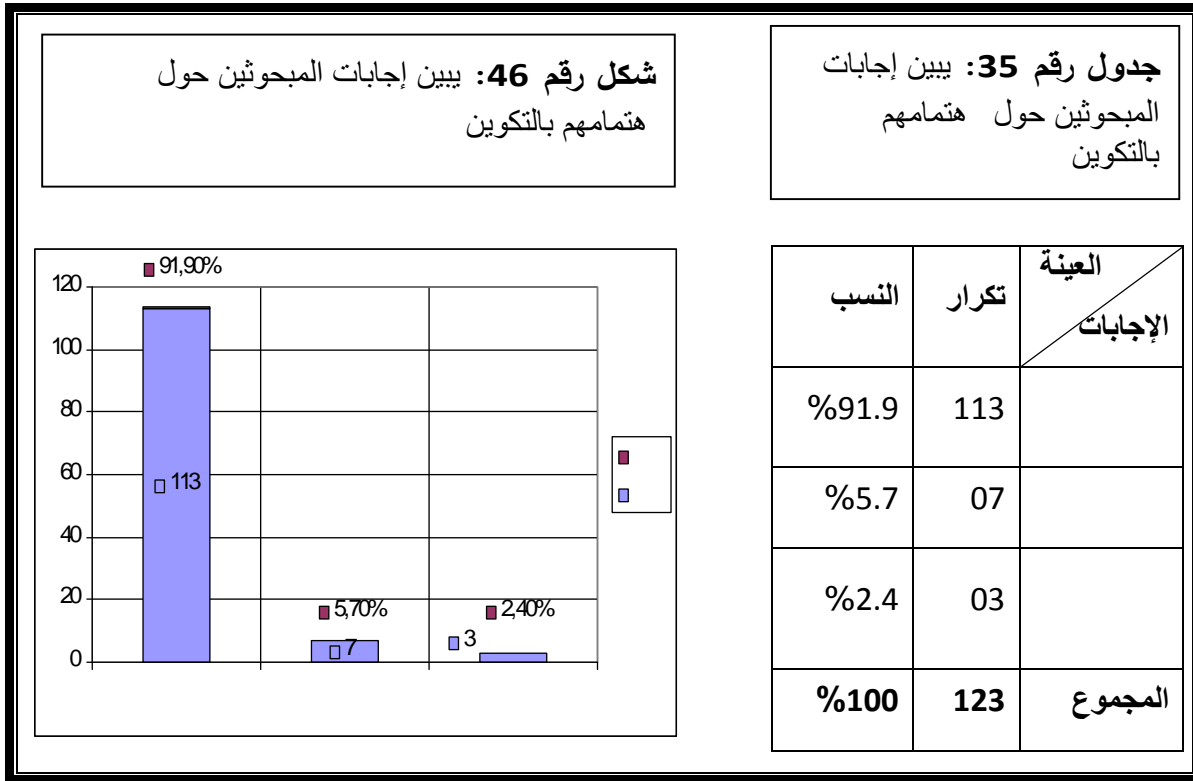 جدول رقم 35: يبين إجابات
المبحوثين حول هتمامهم
بالتكوين
شكل رقم 46: يبين إجابات المبحوثين حول
هتمامهم بالتكوين
العينة
الإجابات
تكرار
النسب
113
%91.9
07
%5.7
03
%2.4
المجموع
123
%100
91,90%
120
100
80
60
40
20
0
113
5,70%
7
2,40%
3